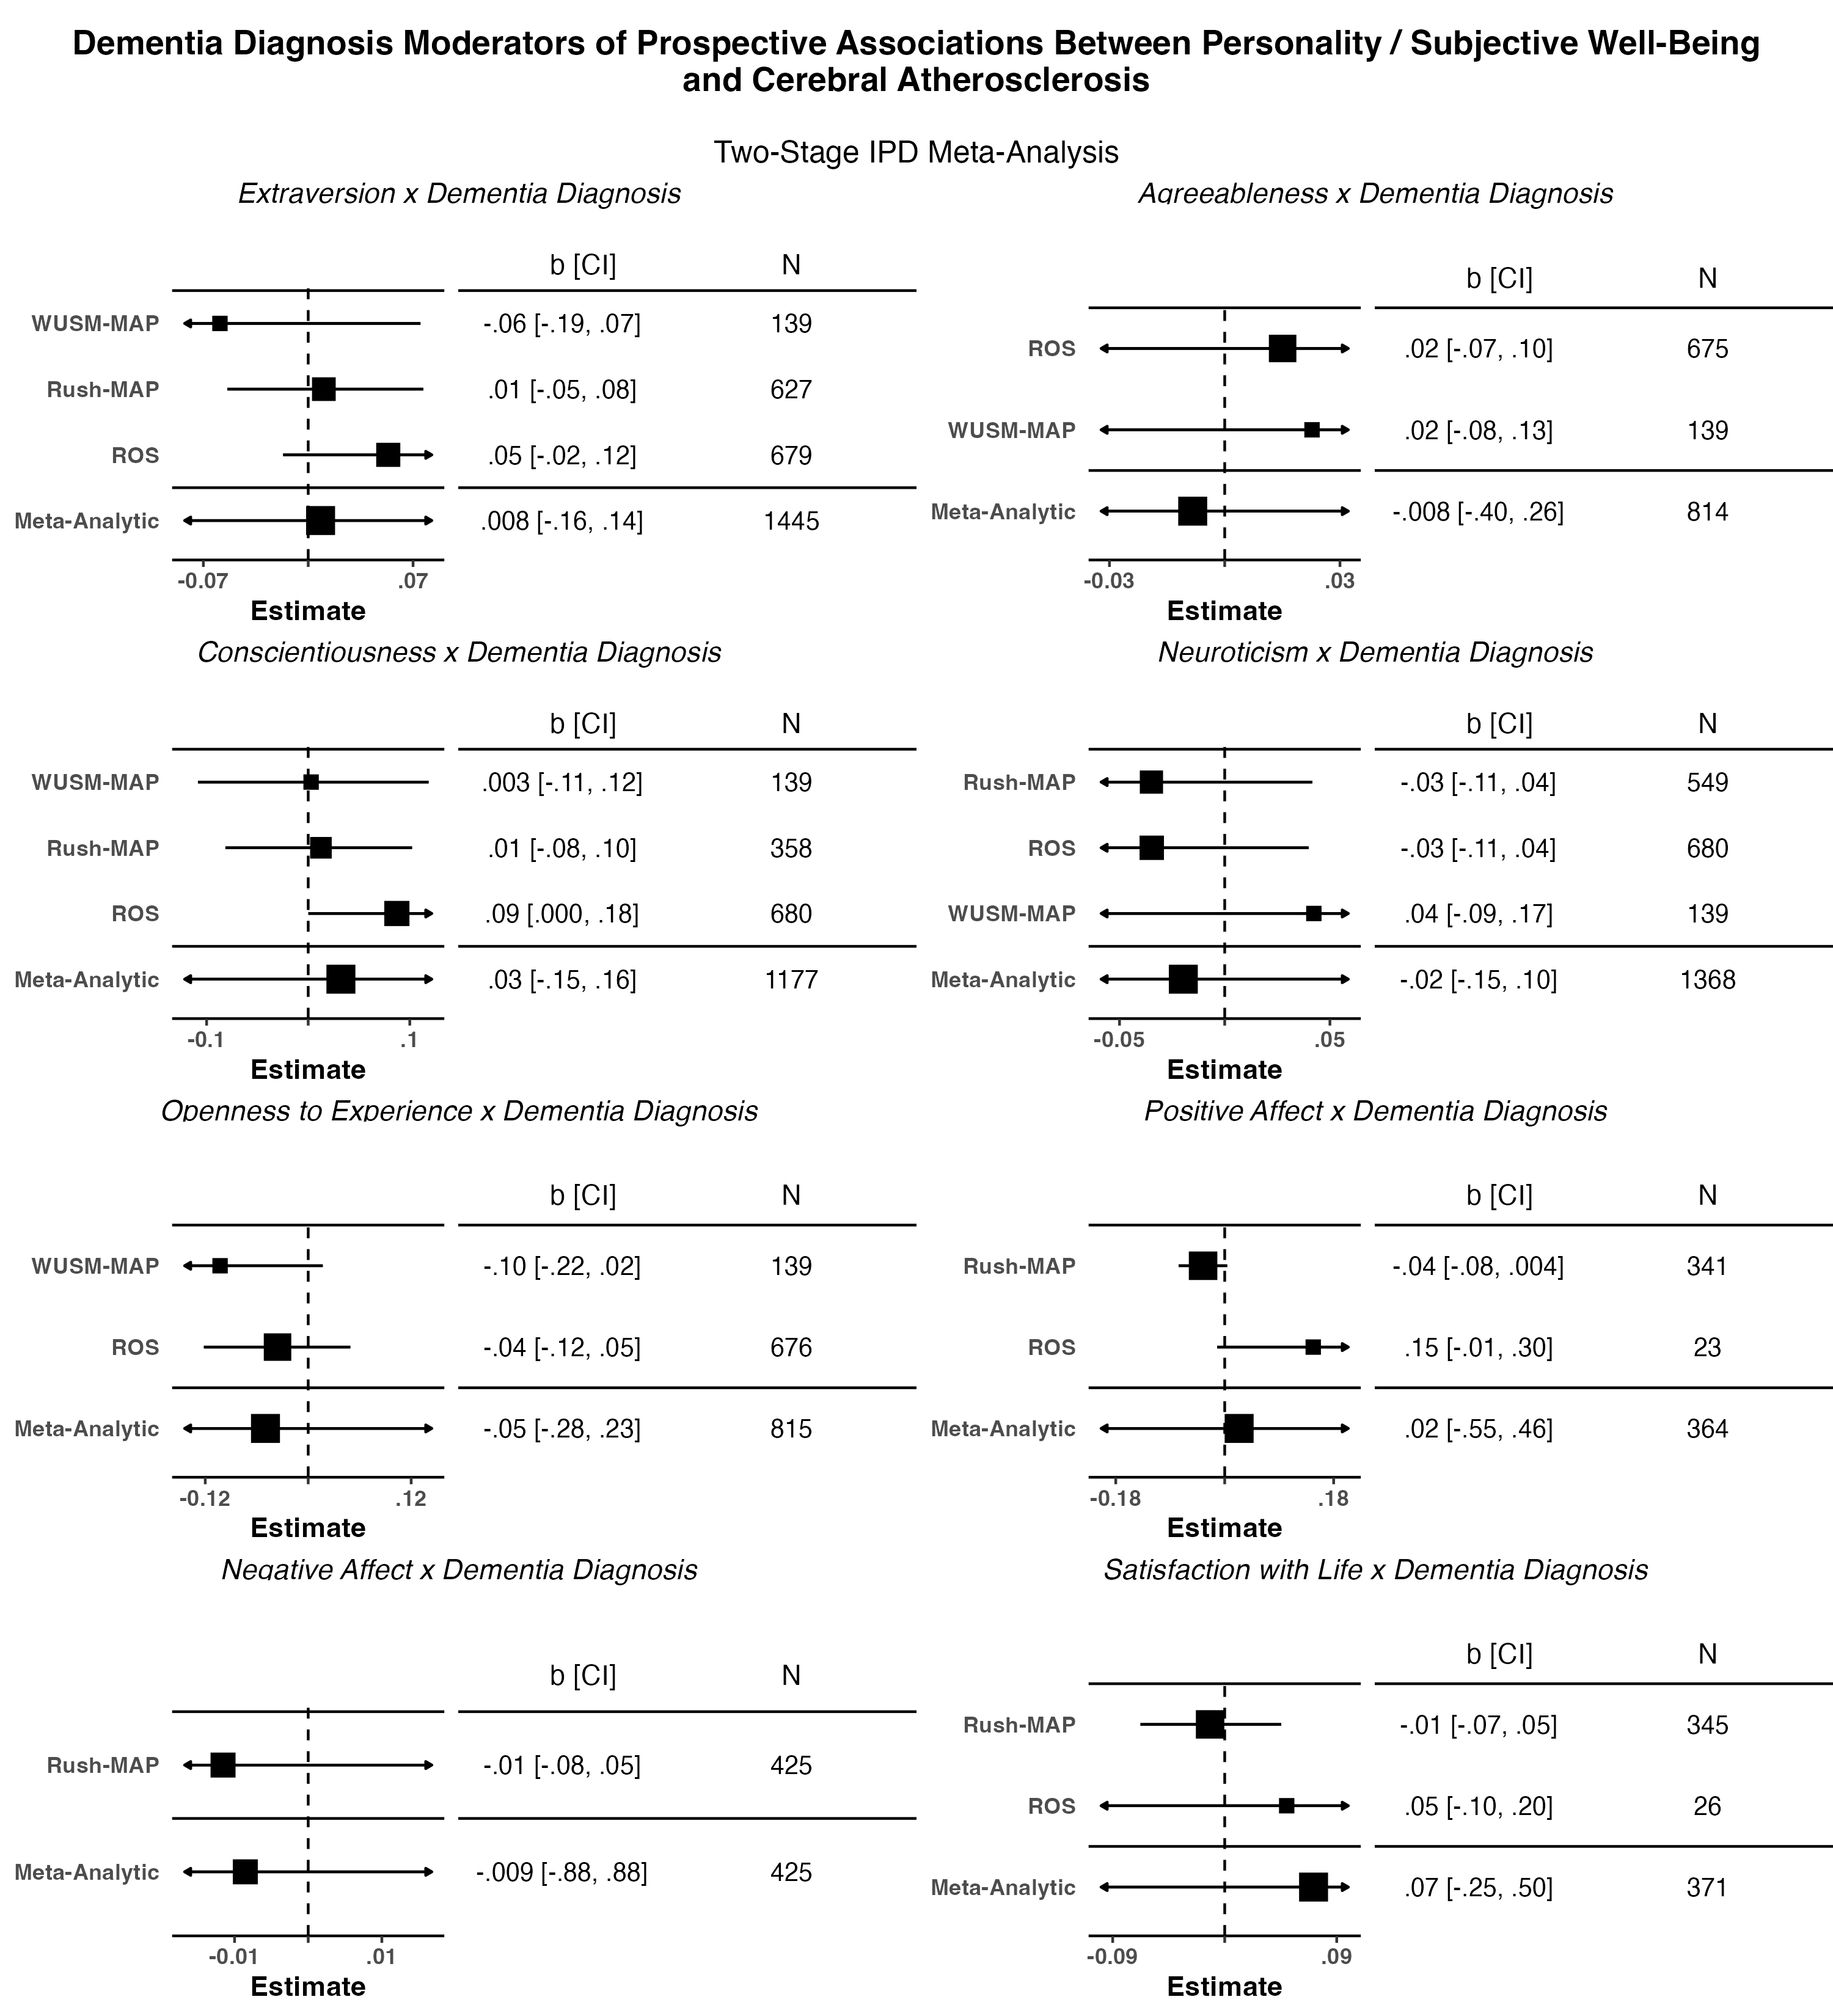 Dementia Diagnosis Moderators of Prospective Associations Between Personality / Subjective Well-Being
and Cerebral Atherosclerosis
Two-Stage IPD Meta-Analysis
Extraversion x Dementia Diagnosis
b [CI] N
WUSM-MAP -.06 [-.19, .07] 139
Rush-MAP .01 [-.05, .08] 627
ROS .05 [-.02, .12] 679
Meta-Analytic .008 [-.16, .14] 1445
-0.07 .07
Estimate
Agreeableness x Dementia Diagnosis
b [CI] N
ROS .02 [-.07, .10] 675
WUSM-MAP .02 [-.08, .13] 139
Meta-Analytic -.008 [-.40, .26] 814
-0.03 .03
Estimate
Conscientiousness x Dementia Diagnosis
b [CI] N
WUSM-MAP .003 [-.11, .12] 139
Rush-MAP .01 [-.08, .10] 358
ROS .09 [.000, .18] 680
Meta-Analytic .03 [-.15, .16] 1177
-0.1 .1
Estimate
Neuroticism x Dementia Diagnosis
b [CI] N
Rush-MAP -.03 [-.11, .04] 549
ROS -.03 [-.11, .04] 680
WUSM-MAP .04 [-.09, .17] 139
Meta-Analytic -.02 [-.15, .10] 1368
-0.05 .05
Estimate
Openness to Experience x Dementia Diagnosis
b [CI] N
WUSM-MAP -.10 [-.22, .02] 139
ROS -.04 [-.12, .05] 676
Meta-Analytic -.05 [-.28, .23] 815
-0.12 .12
Estimate
Positive Affect x Dementia Diagnosis
b [CI] N
Rush-MAP -.04 [-.08, .004] 341
ROS .15 [-.01, .30] 23
Meta-Analytic .02 [-.55, .46] 364
-0.18 .18
Estimate
Negative Affect x Dementia Diagnosis
b [CI] N
Rush-MAP -.01 [-.08, .05] 425
Meta-Analytic -.009 [-.88, .88] 425
-0.01 .01
Estimate
Satisfaction with Life x Dementia Diagnosis
b [CI] N
Rush-MAP -.01 [-.07, .05] 345
ROS .05 [-.10, .20] 26
Meta-Analytic .07 [-.25, .50] 371
-0.09 .09
Estimate